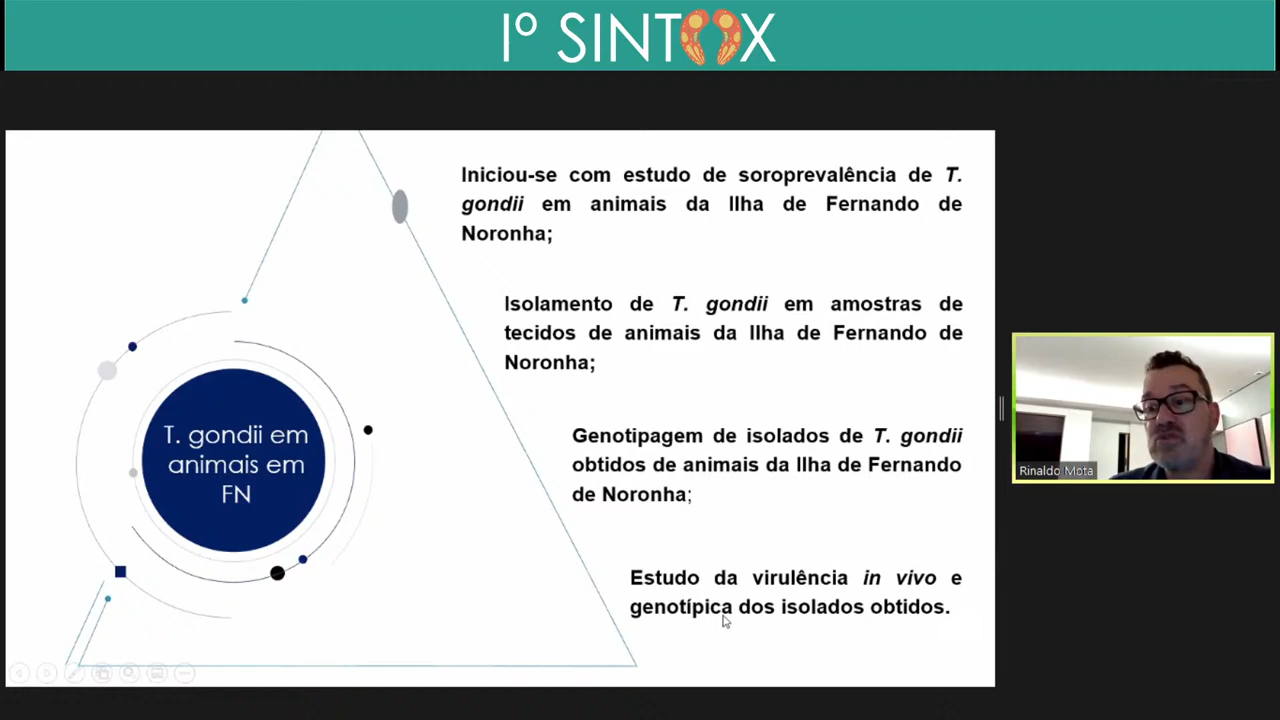 Iº SINTOX
Iniciou-se com estudo de soroprevalência de T.
gondii em animais da Ilha de Fernando de
Noronha;
Isolamento de T. gondii em amostras de
tecidos de animais da Ilha de Fernando de
Noronha;
T. gondii em
animais em
FN
Genotipagem de isolados de T. gondii
obtidos de animais da Ilha de Fernando
de Noronha;
Estudo da virulência in vivo e
genotípica dos isolados obtidos.
Rinaldo Mota